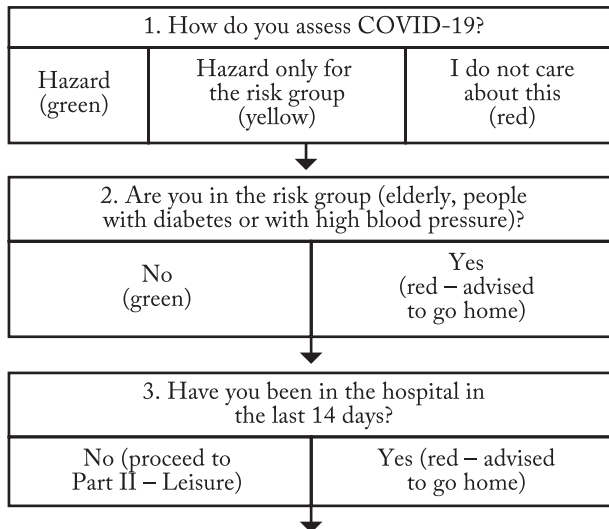 1. How do you assess COVID-19?
Hazard
(green)
Hazard only for
the risk group
(yellow)
I do not care
about this
(red)
2. Are you in the risk group (elderly, people
with diabetes or with high blood pressure)?
No
(green)
Yes
(red – advised
to go home)
3. Have you been in the hospital in
the last 14 days?
No (proceed to
Part II – Leisure)
Yes (red – advised
to go home)